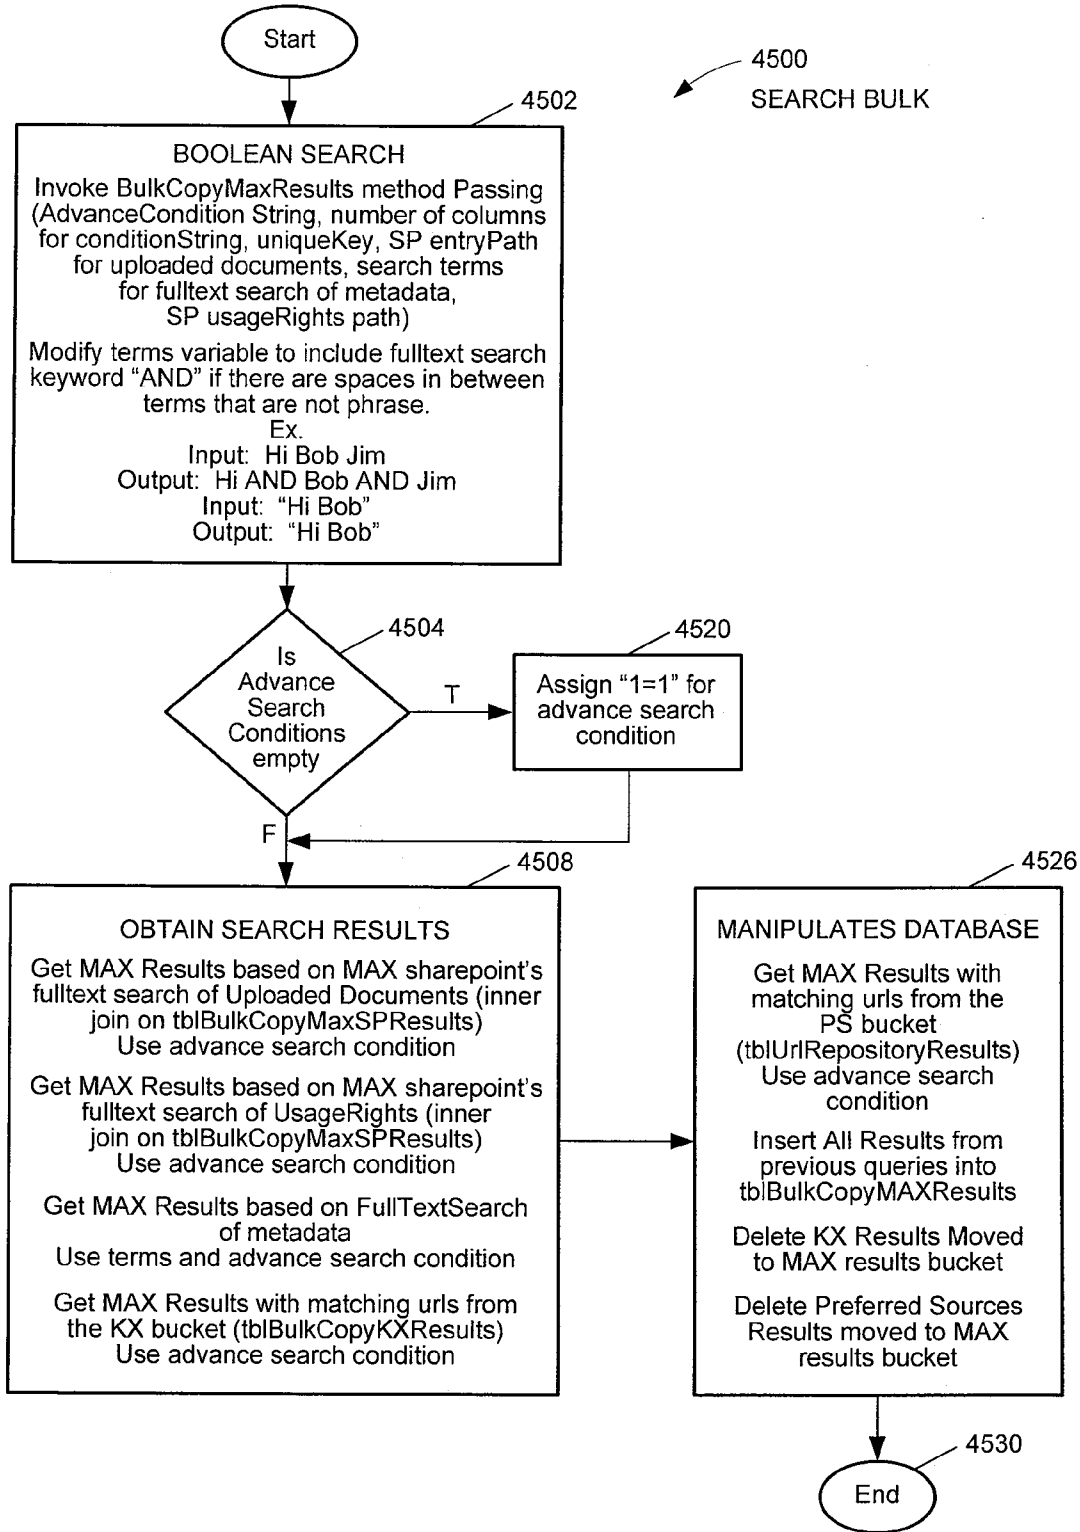 Start
4500
SEARCH BULK
4502
BOOLEAN SEARCH
Invoke BulkCopyMaxResults method Passing
(AdvanceCondition String, number of columns
for conditionString, uniqueKey, SP entryPath
for uploaded documents, search terms
for fulltext search of metadata,
SP usageRights path)
Modify terms variable to include fulltext search
keyword “AND” if there are spaces in between
terms that are not phrase.
Ex.
Input: Hi Bob Jim
Output: Hi AND Bob AND Jim
Input: “Hi Bob”
Output: “Hi Bob”
4504
Is
Advance
Search
Conditions
empty
T
4520
Assign “1=1” for
advance search
condition
F
4508
OBTAIN SEARCH RESULTS
Get MAX Results based on MAX sharepoint's
fulltext search of Uploaded Documents (inner
join on tblBulkCopyMaxSPResults)
Use advance search condition
Get MAX Results based on MAX sharepoint's
fulltext search of UsageRights (inner
join on tblBulkCopyMaxSPResults)
Use advance search condition
Get MAX Results based on FullTextSearch
of metadata
Use terms and advance search condition
Get MAX Results with matching urls from
the KX bucket (tblBulkCopyKXResults)
Use advance search condition
4526
MANIPULATES DATABASE
Get MAX Results with
matching urls from the
PS bucket
(tblUrlRepositoryResults)
Use advance search
condition
Insert All Results from
previous queries into
tblBulkCopyMAXResults
Delete KX Results Moved
to MAX results bucket
Delete Preferred Sources
Results moved to MAX
results bucket
4530
End